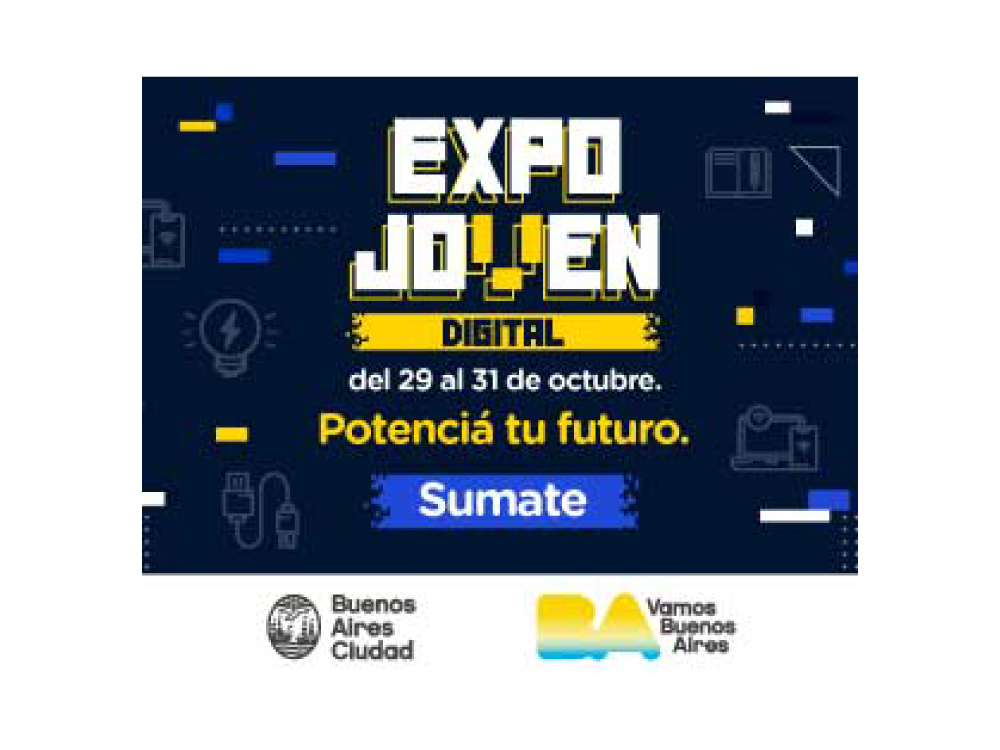 EXPO
JOVEN
DIGITAL
del 29 al 31 de octubre.
Potenciá tu futuro.
Sumate
Buenos
Aires
Ciudad
BA
Vamos
Buenos
Aires